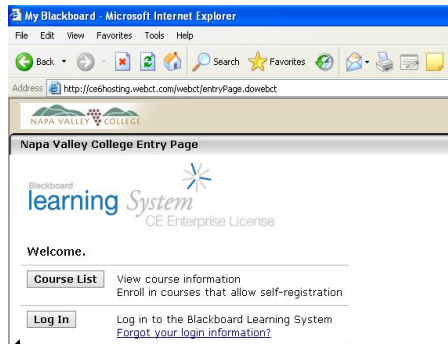 My Blackboard - Microsoft Internet Explorer
File Edit View Favorites Tools Help
Back Search Favorites
Address http://ce6hosting.webct.com/webct/entryPage.dowebct
NAPA VALLEY COLLEGE
Napa Valley College Entry Page
Blackboard
learning System
CE Enterprise License
Welcome.
Course List View course information
Enroll in courses that allow self-registration
Log In Log in to the Blackboard Learning System
Forgot your login information?